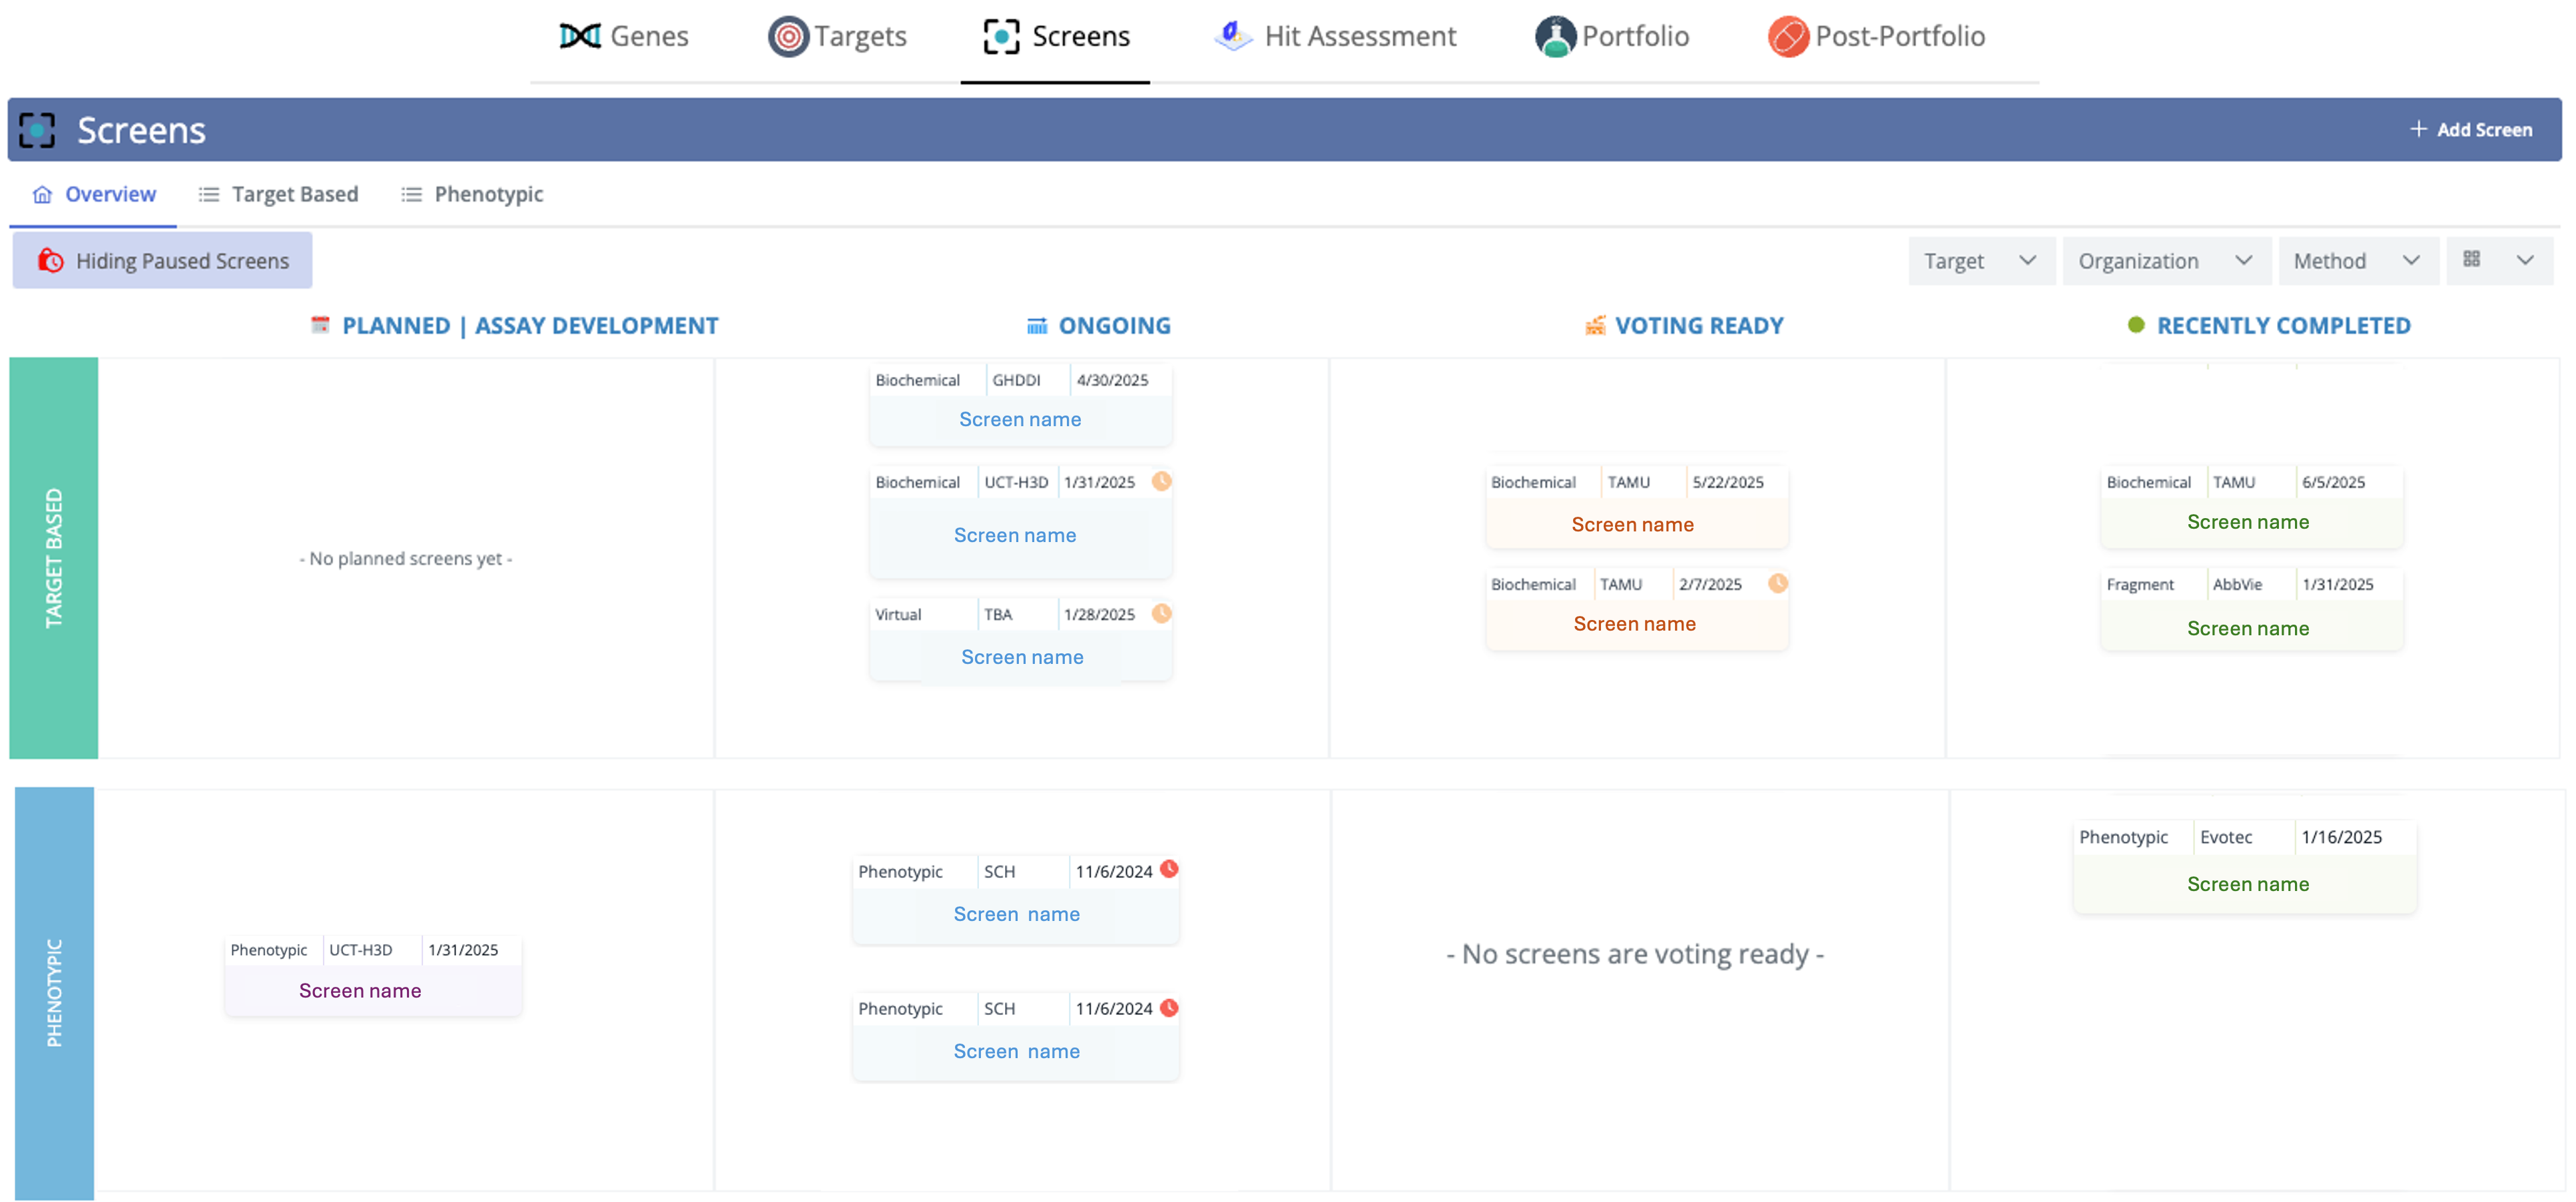 Genes Targets Screens Hit Assessment Portfolio Post-Portfolio
Screens + Add Screen
Overview Target Based Phenotypic
Hiding Paused Screens Target Organization Method
PLANNED | ASSAY DEVELOPMENT ONGOING VOTING READY RECENTLY COMPLETED
TARGET BASED
- No planned screens yet -
Biochemical GHDDI 4/30/2025
Screen name
Biochemical UCT-H3D 1/31/2025
Screen name
Virtual TBA 1/28/2025
Screen name
Biochemical TAMU 5/22/2025
Screen name
Biochemical TAMU 2/7/2025
Screen name
Biochemical TAMU 6/5/2025
Screen name
Fragment AbbVie 1/31/2025
Screen name
PHENOTYPIC
Phenotypic UCT-H3D 1/31/2025
Screen name
Phenotypic SCH 11/6/2024
Screen name
Phenotypic SCH 11/6/2024
Screen name
- No screens are voting ready -
Phenotypic Evotec 1/16/2025
Screen name